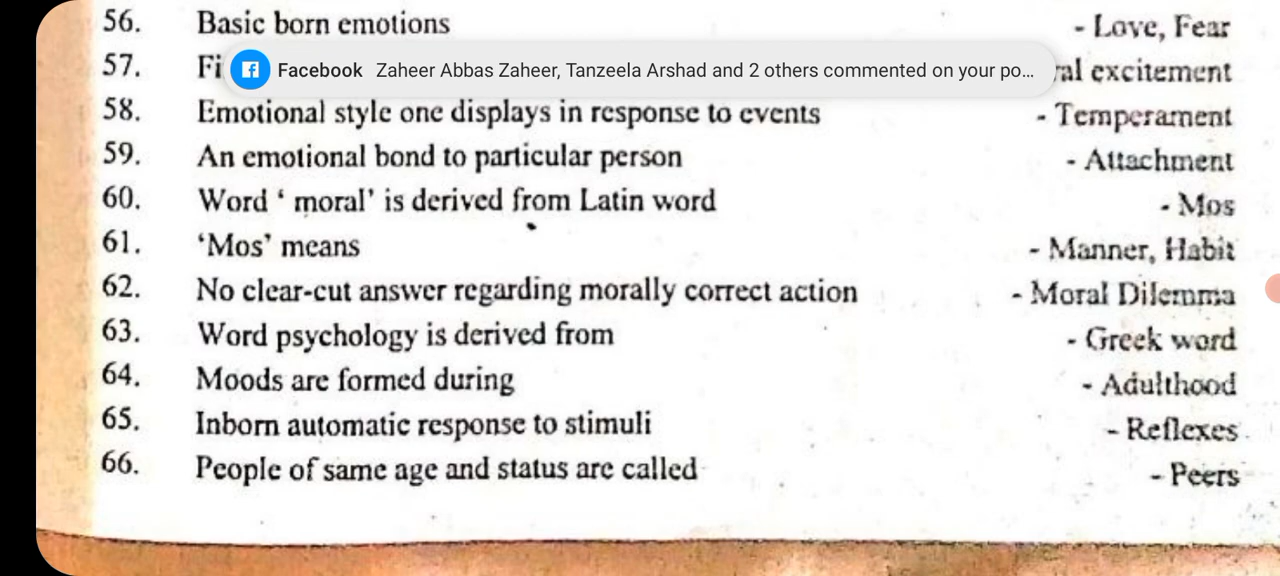 56. Basic born emotions - Love, Fear
57. Fi
Facebook Zaheer Abbas Zaheer, Tanzeela Arshad and 2 others commented on your po...
ral excitement
58. Emotional style one displays in response to events - Temperament
59. An emotional bond to particular person - Attachment
60. Word ‘ moral’ is derived from Latin word - Mos
61. ‘Mos’ means - Manner, Habit
62. No clear-cut answer regarding morally correct action - Moral Dilemma
63. Word psychology is derived from - Greek word
64. Moods are formed during - Adulthood
65. Inborn automatic response to stimuli - Reflexes
66. People of same age and status are called - Peers